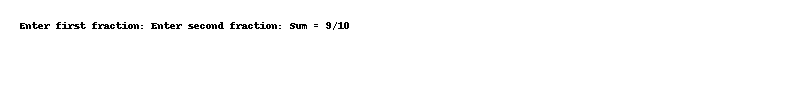 Enter first fraction: Enter second fraction: Sum = 9/10